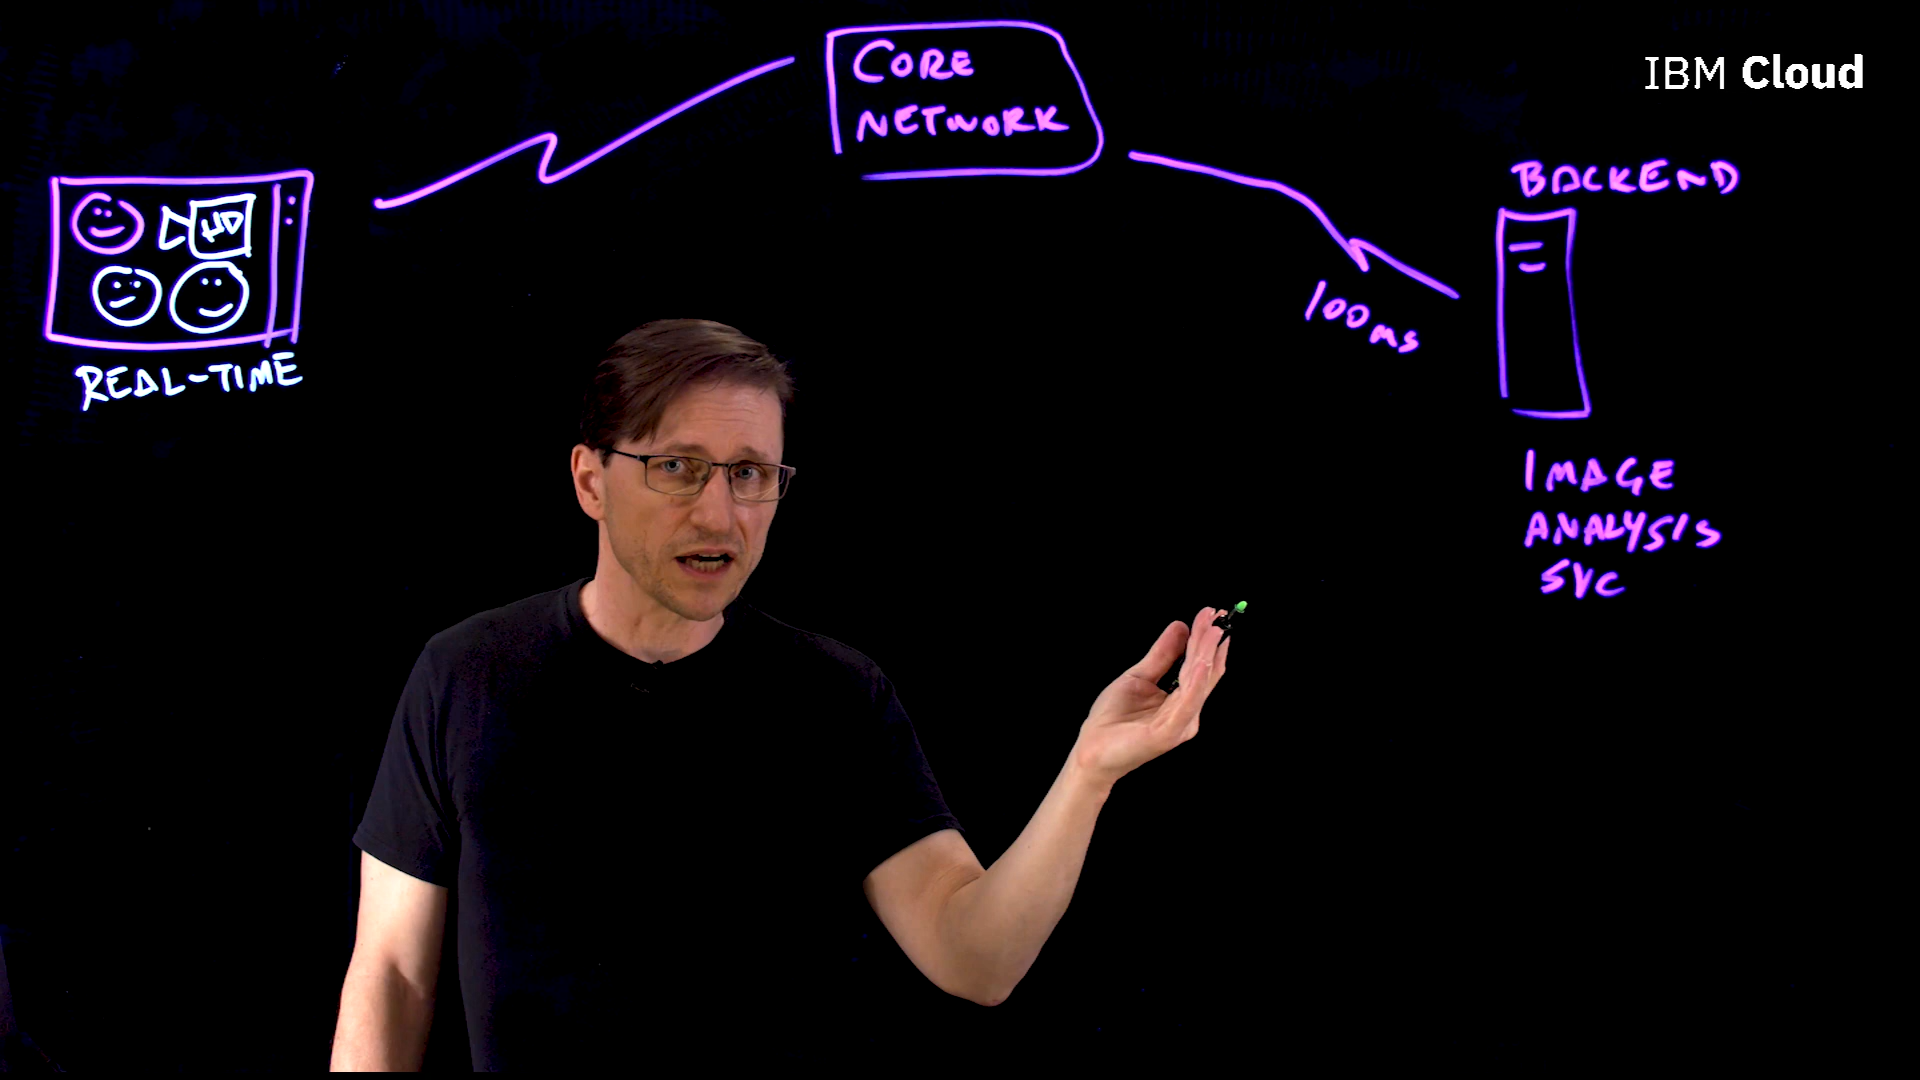 CORE
NETWORK
IBM Cloud
BACKEND
HD
100ms
REAL-TIME
IMAGE
ANALYSIS
SVC